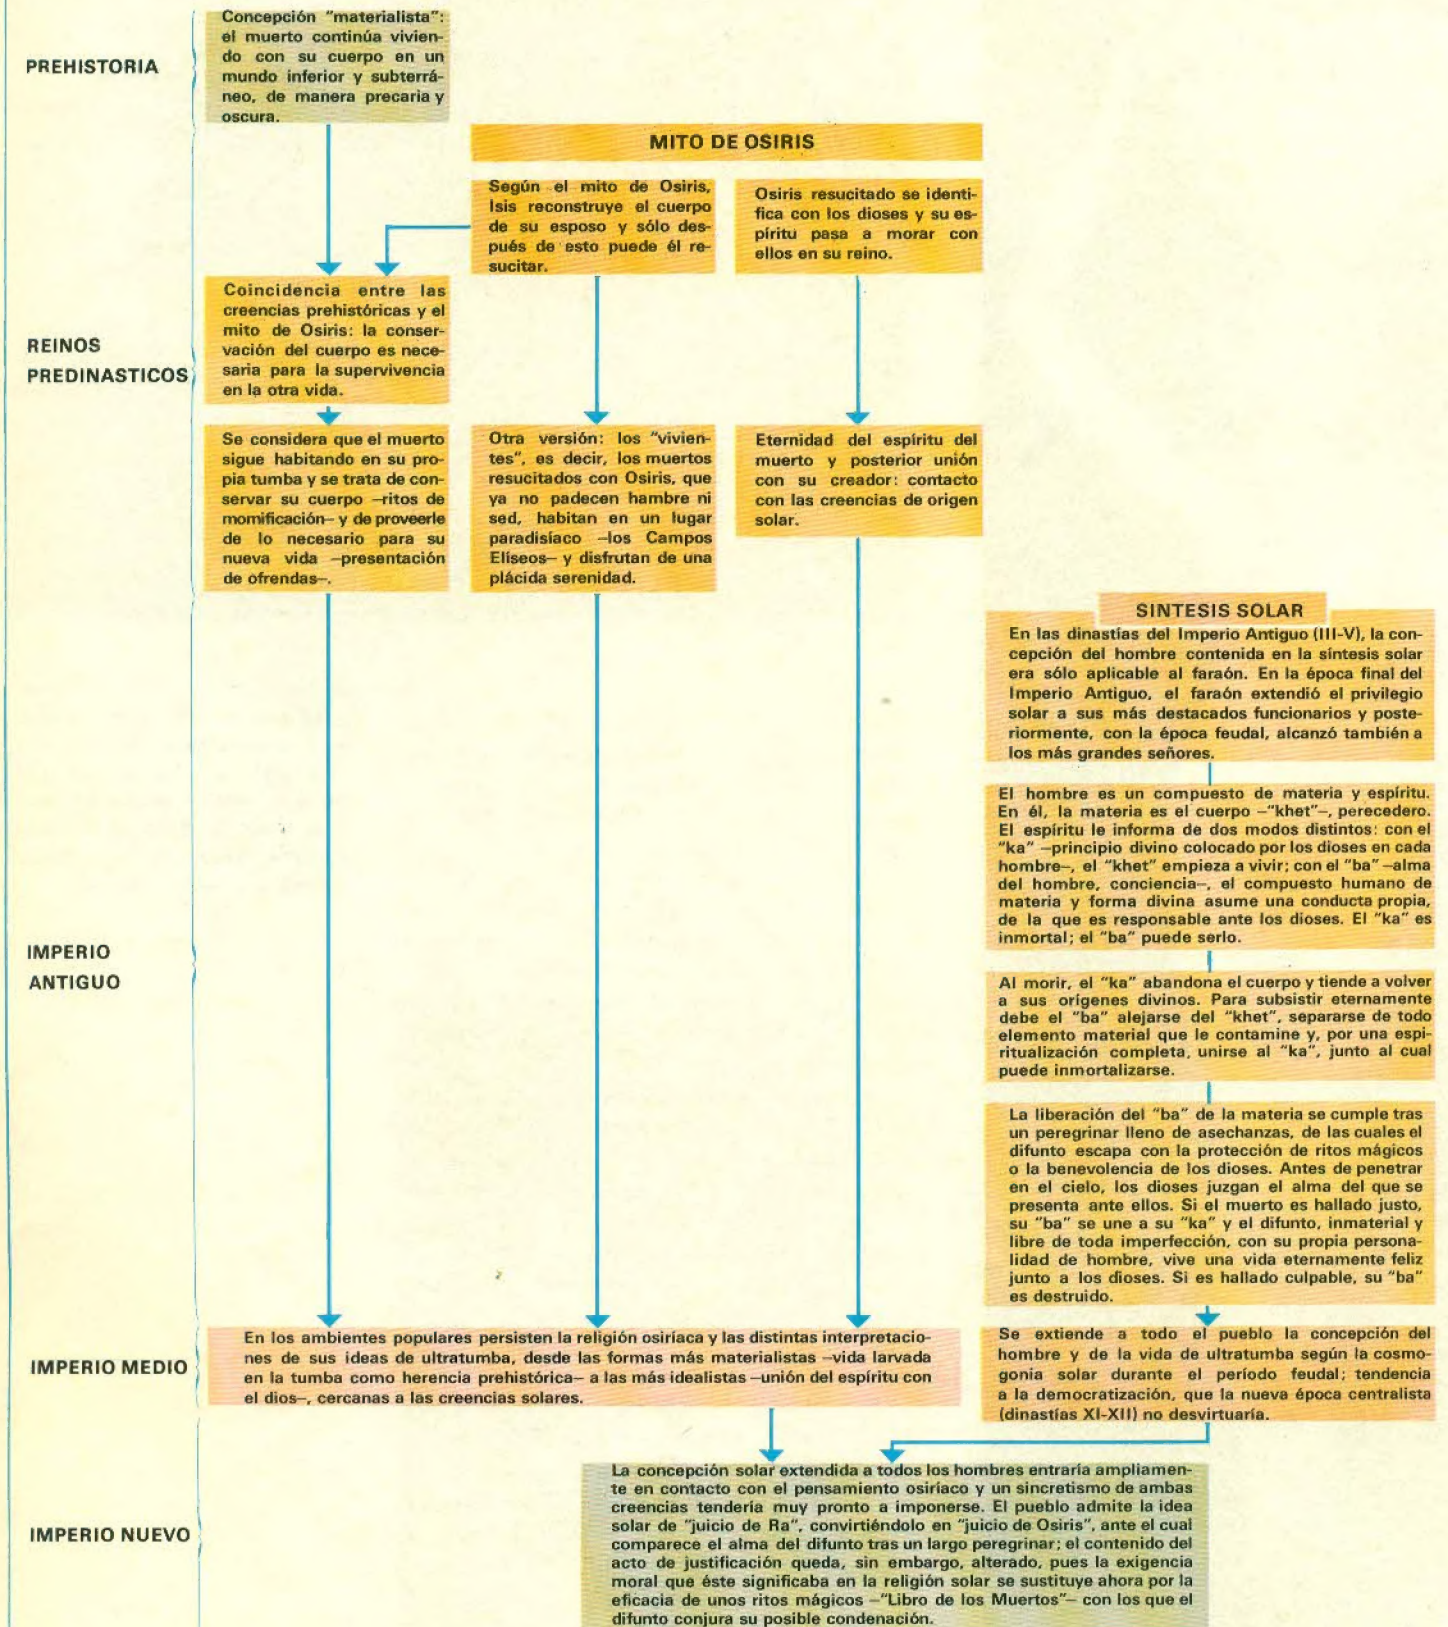 PREHISTORIA
Concepción "materialista":
el muerto continúa vivien-
do con su cuerpo en un
mundo inferior y subterrá-
neo, de manera precaria y
oscura.
MITO DE OSIRIS
Según el mito de Osiris,
Isis reconstruye el cuerpo
de su esposo y sólo des-
pués de esto puede él re-
sucitar.
Osiris resucitado se identi-
fica con los dioses y su es-
píritu pasa a morar con
ellos en su reino.
REINOS
PREDINASTICOS
Coincidencia entre las
creencias prehistóricas y el
mito de Osiris: la conser-
vación del cuerpo es nece-
saria para la supervivencia
en la otra vida.
Se considera que el muerto
sigue habitando en su pro-
pia tumba y se trata de con-
servar su cuerpo –ritos de
momificación– y de proveerle
de lo necesario para su
nueva vida –presentación
de ofrendas–.
Otra versión: los "vivien-
tes", es decir, los muertos
resucitados con Osiris, que
ya no padecen hambre ni
sed, habitan en un lugar
paradisíaco –los Campos
Elíseos– y disfrutan de una
plácida serenidad.
Eternidad del espíritu del
muerto y posterior unión
con su creador: contacto
con las creencias de origen
solar.
IMPERIO
ANTIGUO
SINTESIS SOLAR
En las dinastías del Imperio Antiguo (III-V), la con-
cepción del hombre contenida en la síntesis solar
era sólo aplicable al faraón. En la época final del
Imperio Antiguo, el faraón extendió el privilegio
solar a sus más destacados funcionarios y poste-
riormente, con la época feudal, alcanzó también a
los más grandes señores.
El hombre es un compuesto de materia y espíritu.
En él, la materia es el cuerpo –"khet"–, perecedero.
El espíritu le informa de dos modos distintos: con el
"ka" –principio divino colocado por los dioses en cada
hombre–, el "khet" empieza a vivir; con el "ba" –alma
del hombre, conciencia–, el compuesto humano de
materia y forma divina asume una conducta propia,
de la que es responsable ante los dioses. El "ka" es
inmortal; el "ba" puede serlo.
Al morir, el "ka" abandona el cuerpo y tiende a volver
a sus orígenes divinos. Para subsistir eternamente
debe el "ba" alejarse del "khet", separarse de todo
elemento material que le contamine y, por una espi-
ritualización completa, unirse al "ka", junto al cual
puede inmortalizarse.
La liberación del "ba" de la materia se cumple tras
un peregrinar lleno de asechanzas, de las cuales el
difunto escapa con la protección de ritos mágicos
o la benevolencia de los dioses. Antes de penetrar
en el cielo, los dioses juzgan el alma del que se
presenta ante ellos. Si el muerto es hallado justo,
su "ba" se une a su "ka" y el difunto, inmaterial y
libre de toda imperfección, con su propia persona-
lidad de hombre, vive una vida eternamente feliz
junto a los dioses. Si es hallado culpable, su "ba"
es destruido.
IMPERIO MEDIO
En los ambientes populares persisten la religión osiríaca y las distintas interpretacio-
nes de sus ideas de ultratumba, desde las formas más materialistas –vida larvada
en la tumba como herencia prehistórica– a las más idealistas –unión del espíritu con
el dios–, cercanas a las creencias solares.
Se extiende a todo el pueblo la concepción del
hombre y de la vida de ultratumba según la cosmo-
gonía solar durante el período feudal; tendencia
a la democratización, que la nueva época centralista
(dinastías XI-XII) no desvirtuaría.
IMPERIO NUEVO
La concepción solar extendida a todos los hombres entraría ampliamen-
te en contacto con el pensamiento osiríaco y un sincretismo de ambas
creencias tendería muy pronto a imponerse. El pueblo admite la idea
solar de "juicio de Ra", convirtiéndolo en "juicio de Osiris", ante el cual
comparece el alma del difunto tras un largo peregrinar; el contenido del
acto de justificación queda, sin embargo, alterado, pues la exigencia
moral que éste significaba en la religión solar se sustituye ahora por la
eficacia de unos ritos mágicos –"Libro de los Muertos"– con los que el
difunto conjura su posible condenación.